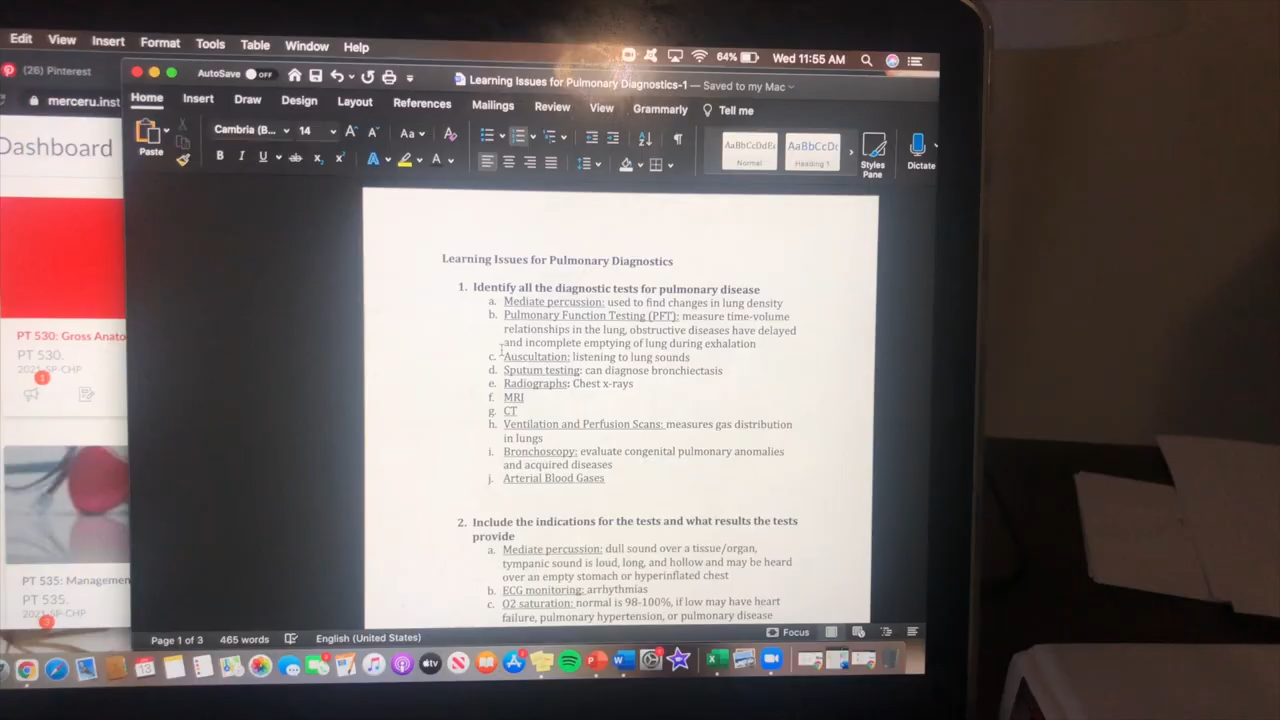 Edit View Insert Format Tools Table Window Help
64% Wed 11:55 AM
(26) Pinterest
AutoSave OFF
Learning Issues for Pulmonary Diagnostics-1 — Saved to my Mac
merceru.inst
Home Insert Draw Design Layout References Mailings Review View Grammarly Tell me
Paste
Cambria (B... 14
AaBbCcDdEe
Normal
AaBbCcDc
Heading 1
Styles
Pane
Dictate
Dashboard
PT 530: Gross Anato
PT 530.
2021-SP-CHP
1
PT 535: Managemen
PT 535.
2021-SP-CHP
Learning Issues for Pulmonary Diagnostics
1. Identify all the diagnostic tests for pulmonary disease
a. Mediate percussion: used to find changes in lung density
b. Pulmonary Function Testing (PFT): measure time-volume
relationships in the lung, obstructive diseases have delayed
and incomplete emptying of lung during exhalation
c. Auscultation: listening to lung sounds
d. Sputum testing: can diagnose bronchiectasis
e. Radiographs: Chest x-rays
f. MRI
g. CT
h. Ventilation and Perfusion Scans: measures gas distribution
in lungs
i. Bronchoscopy: evaluate congenital pulmonary anomalies
and acquired diseases
j. Arterial Blood Gases
2. Include the indications for the tests and what results the tests
provide
a. Mediate percussion: dull sound over a tissue/organ,
tympanic sound is loud, long, and hollow and may be heard
over an empty stomach or hyperinflated chest
b. ECG monitoring: arrhythmias
c. O2 saturation: normal is 98-100%, if low may have heart
failure, pulmonary hypertension, or pulmonary disease
Page 1 of 3 465 words English (United States) Focus